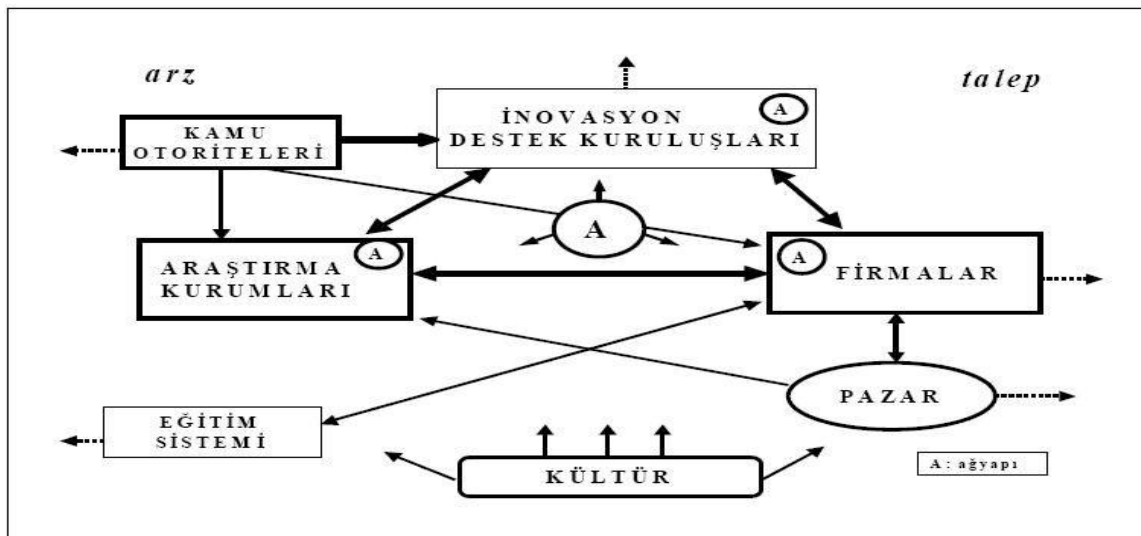 arz
talep
İNOVASYON
DESTEK KURULUŞLARI
A
KAMU
OTORİTELERİ
A
ARAŞTIRMA
KURUMLARI
A
A
FİRMALAR
PAZAR
EĞİTİM
SİSTEMİ
KÜLTÜR
A: ağyapı